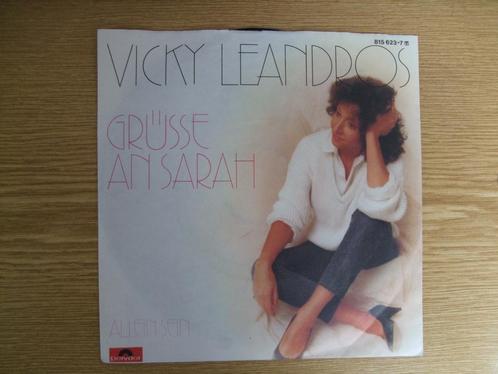 815 623-7
VICKY LEANDROS
GRÜSSE
AN SARAH
ALLEIN SEIN
Polydor